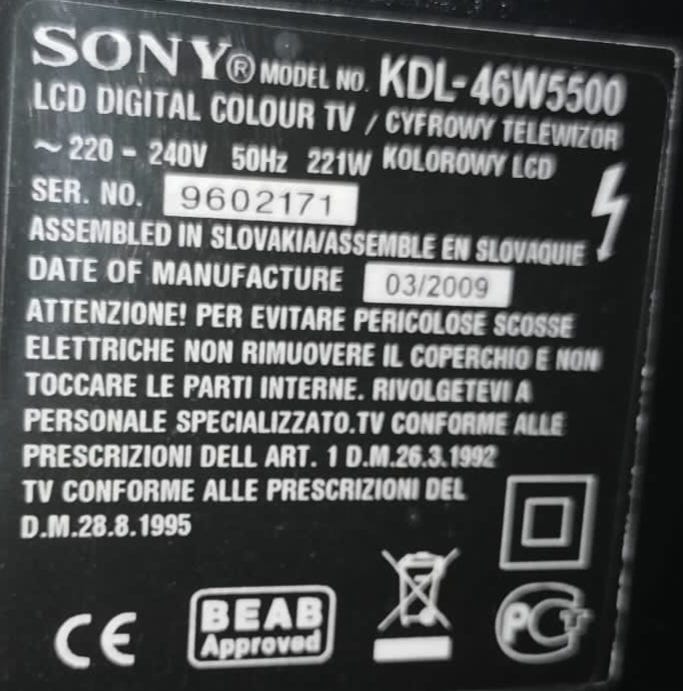 SONY® MODEL NO. KDL-46W5500
LCD DIGITAL COLOUR TV / CYFROWY TELEWIZOR
~ 220 - 240V 50Hz 221W KOLOROWY LCD
SER. NO. 9602171
ASSEMBLED IN SLOVAKIA/ASSEMBLE EN SLOVAQUIE
DATE OF MANUFACTURE 03/2009
ATTENZIONE! PER EVITARE PERICOLOSE SCOSSE
ELETTRICHE NON RIMUOVERE IL COPERCHIO E NON
TOCCARE LE PARTI INTERNE. RIVOLGETEVI A
PERSONALE SPECIALIZZATO.TV CONFORME ALLE
PRESCRIZIONI DELL ART. 1 D.M.26.3.1992
TV CONFORME ALLE PRESCRIZIONI DEL
D.M.28.8.1995
CE
BEAB
Approved
PCT